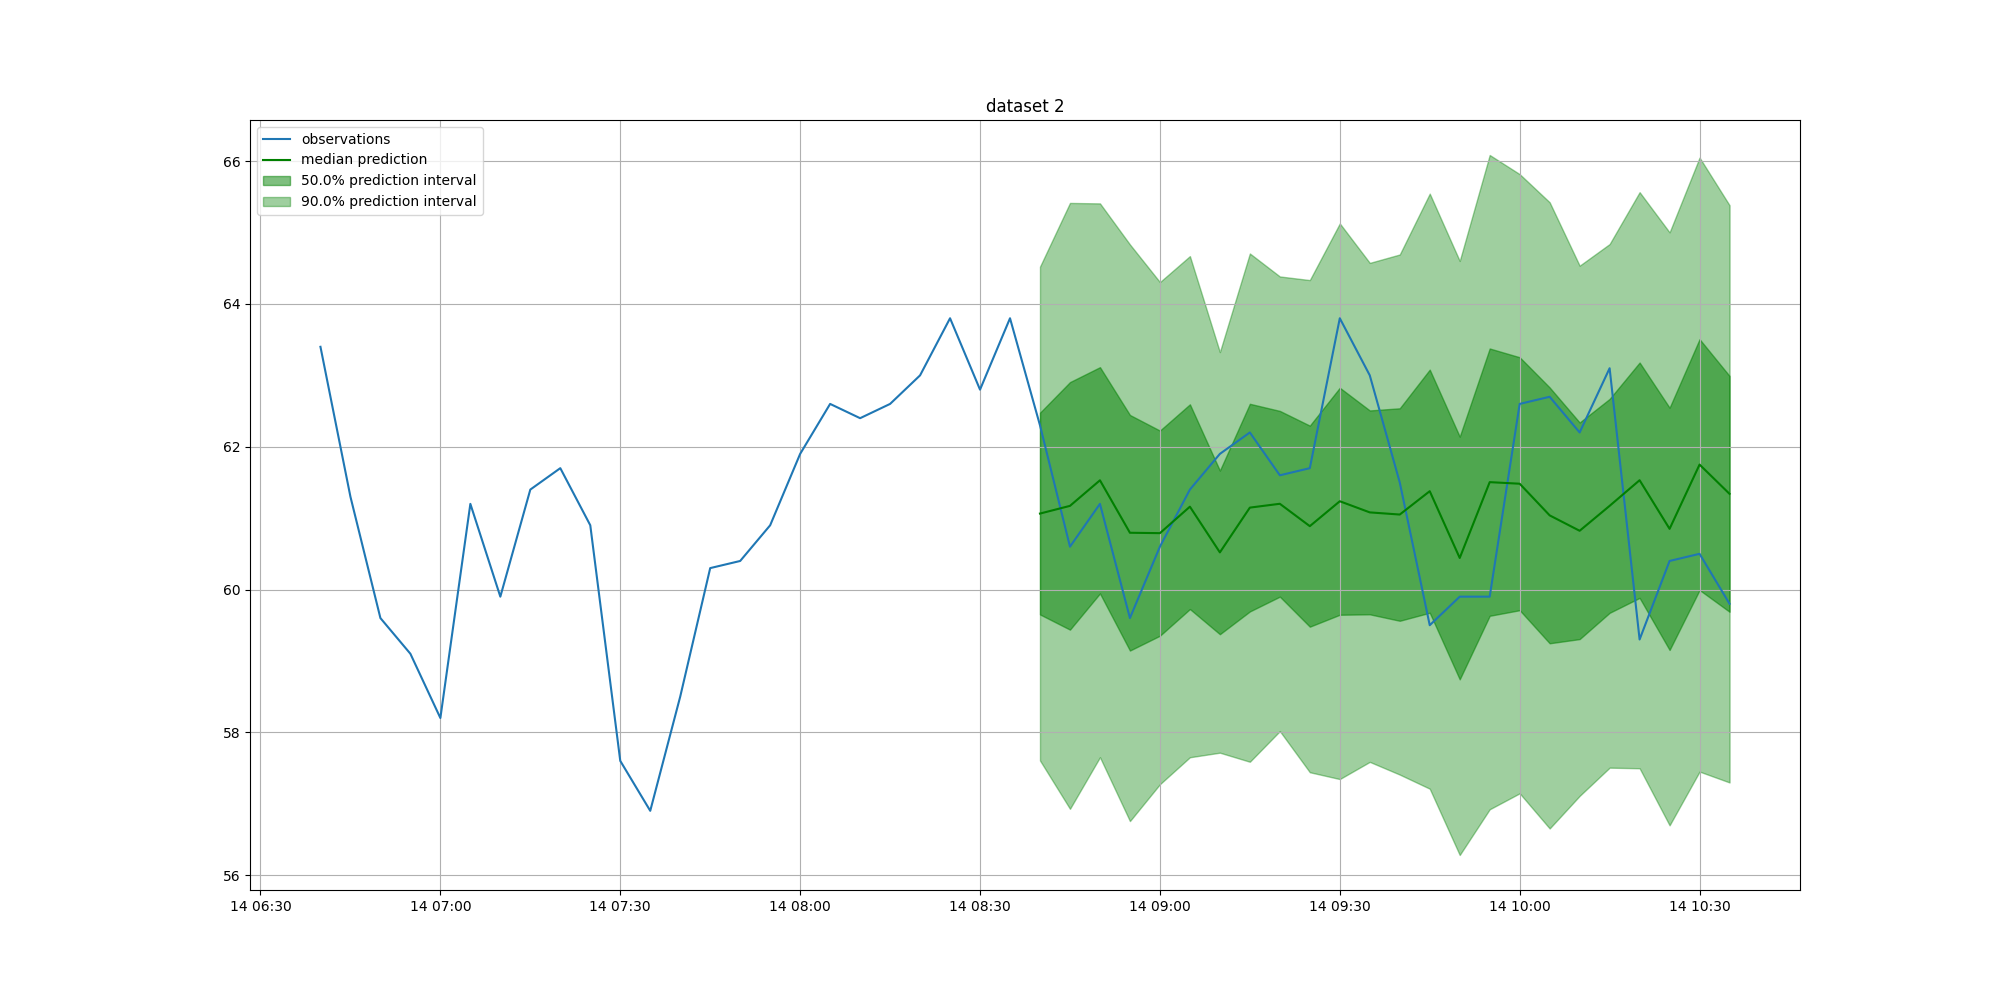 dataset 2
observations
median prediction
50.0% prediction interval
90.0% prediction interval
66
64
62
60
58
56
14 06:30 14 07:00 14 07:30 14 08:00 14 08:30 14 09:00 14 09:30 14 10:00 14 10:30